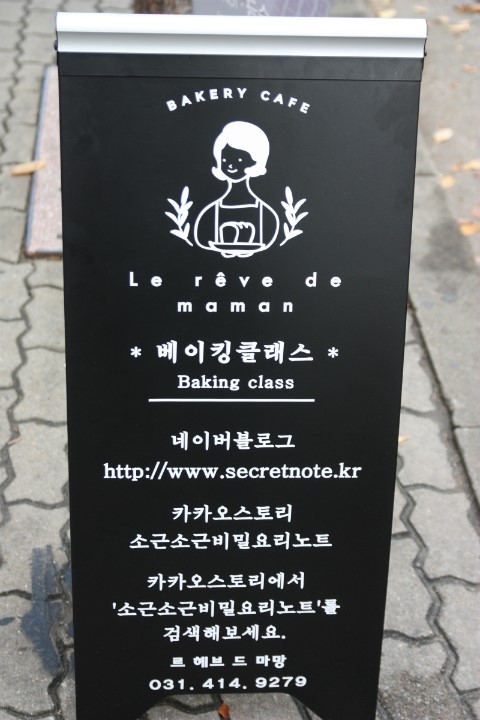 BAKERY CAFE
Le rêve de
maman
* 베이킹클래스 *
Baking class
네이버블로그
http://www.secretnote.kr
카카오스토리
소근소근비밀요리노트
카카오스토리에서
'소근소근비밀요리노트'를
검색해보세요.
르 헤브 드 마망
031. 414. 9279